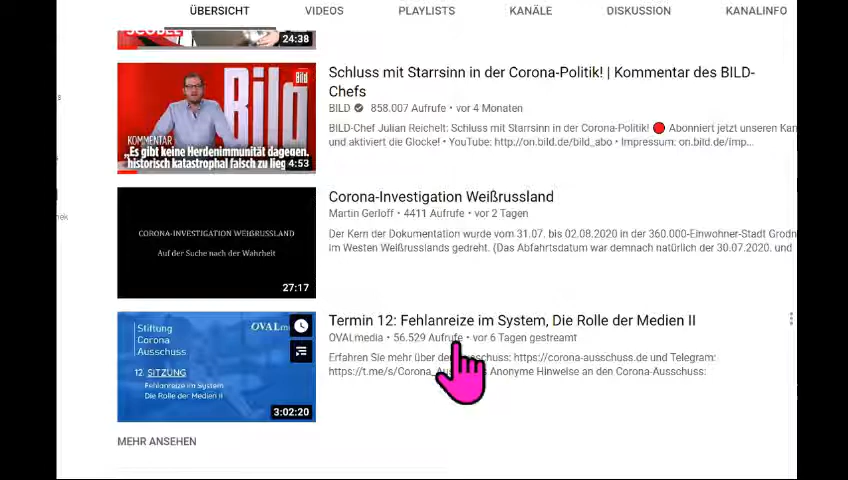 ÜBERSICHT
VIDEOS
PLAYLISTS
KANÄLE
DISKUSSION
KANALINFO
24:38
Schluss mit Starrsinn in der Corona-Politik! | Kommentar des BILD-
Chefs
BILD 858.007 Aufrufe • vor 4 Monaten
BILD-Chef Julian Reichelt: Schluss mit Starrsinn in der Corona-Politik! Abonniert jetzt unseren Kan
und aktiviert die Glocke! • YouTube: http://on.bild.de/bild_abo • Impressum: on.bild.de/imp...
Bild
Bild
KOMMENTAR
„Es gibt keine Herdenimmunität dagegen,
historisch katastrophal falsch zu lieg
4:53
Corona-Investigation Weißrussland
Martin Gerloff • 4411 Aufrufe • vor 2 Tagen
Der Kern der Dokumentation wurde vom 31.07. bis 02.08.2020 in der 360.000-Einwohner-Stadt Grodn
im Westen Weißrusslands gedreht. (Das Abfahrtsdatum war demnach natürlich der 30.07.2020. und
CORONA-INVESTIGATION WEIßRUSSLAND
Auf der Suche nach der Wahrheit
27:17
Termin 12: Fehlanreize im System, Die Rolle der Medien II
OVALmedia • 56.529 Aufrufe • vor 6 Tagen gestreamt
Erfahren Sie mehr über de schuss: https://corona-ausschuss.de und Telegram:
https://t.me/s/Corona_Au s Anonyme Hinweise an den Corona-Ausschuss:
Stiftung
Corona
Ausschuss
OVALm
12. SITZUNG
Fehlanreize im System
Die Rolle der Medien II
3:02:20
MEHR ANSEHEN